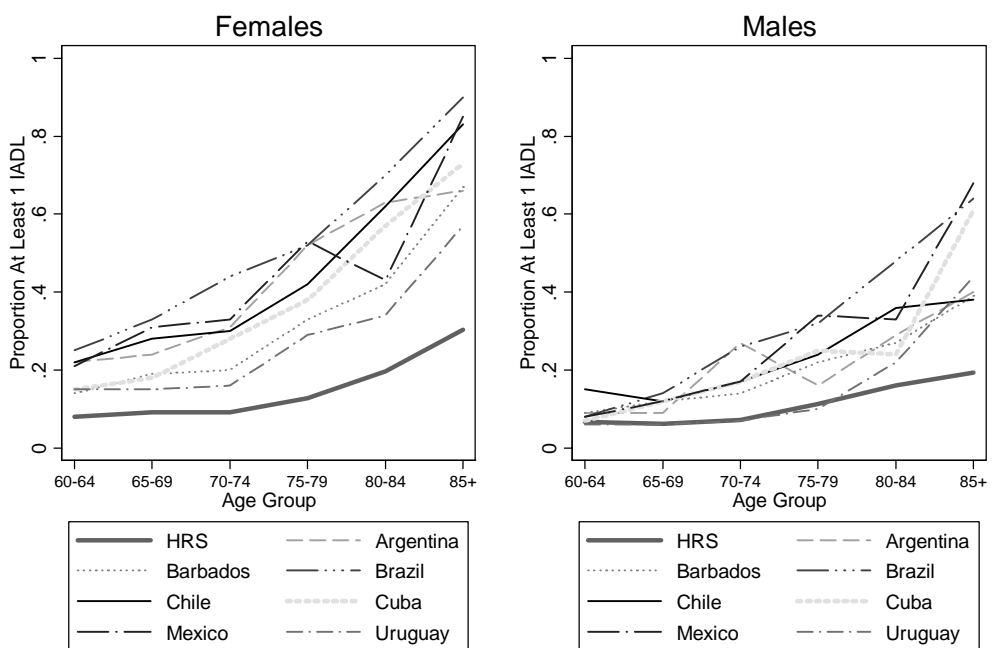 Females
Proportion At Least 1 IADL
1
.8
.6
.4
.2
0
60-64 65-69 70-74 75-79 80-84 85+
Age Group
HRS Argentina
Barbados Brazil
Chile Cuba
Mexico Uruguay
Males
Proportion At Least 1 IADL
1
.8
.6
.4
.2
0
60-64 65-69 70-74 75-79 80-84 85+
Age Group
HRS Argentina
Barbados Brazil
Chile Cuba
Mexico Uruguay